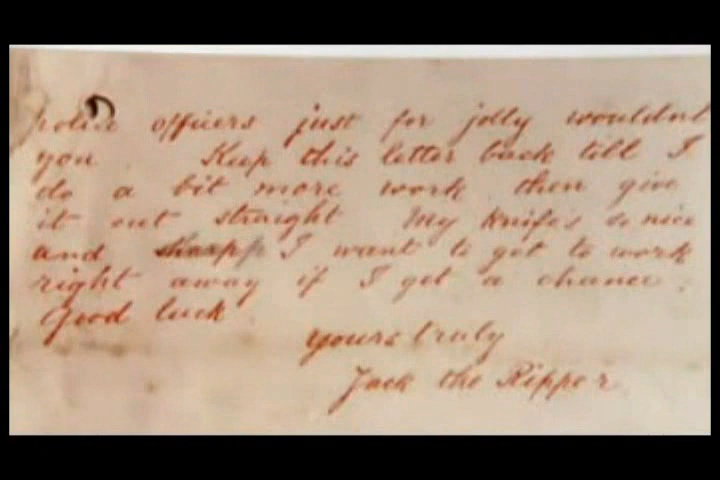 police officers just for jolly wouldnt
you. Keep this letter back till I
do a bit more work then give
it out straight My knife's so nice
and sharp I want to get to work
right away if I get a chance.
Good luck.
yours truly
Jack the Ripper